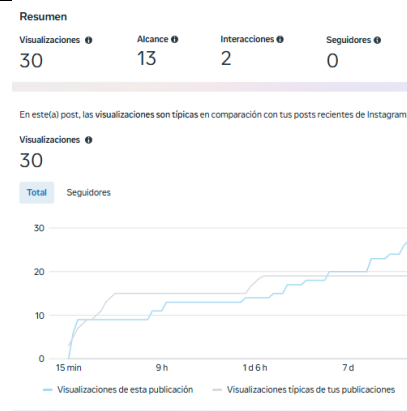 Resumen
Visualizaciones Alcance Interacciones Seguidores
30 13 2 0
En este(a) post, las visualizaciones son típicas en comparación con tus posts recientes de Instagram
Visualizaciones
30
Total Seguidores
30
20
10
0
15 min 9 h 1 d 6 h 7 d
Visualizaciones de esta publicación Visualizaciones típicas de tus publicaciones